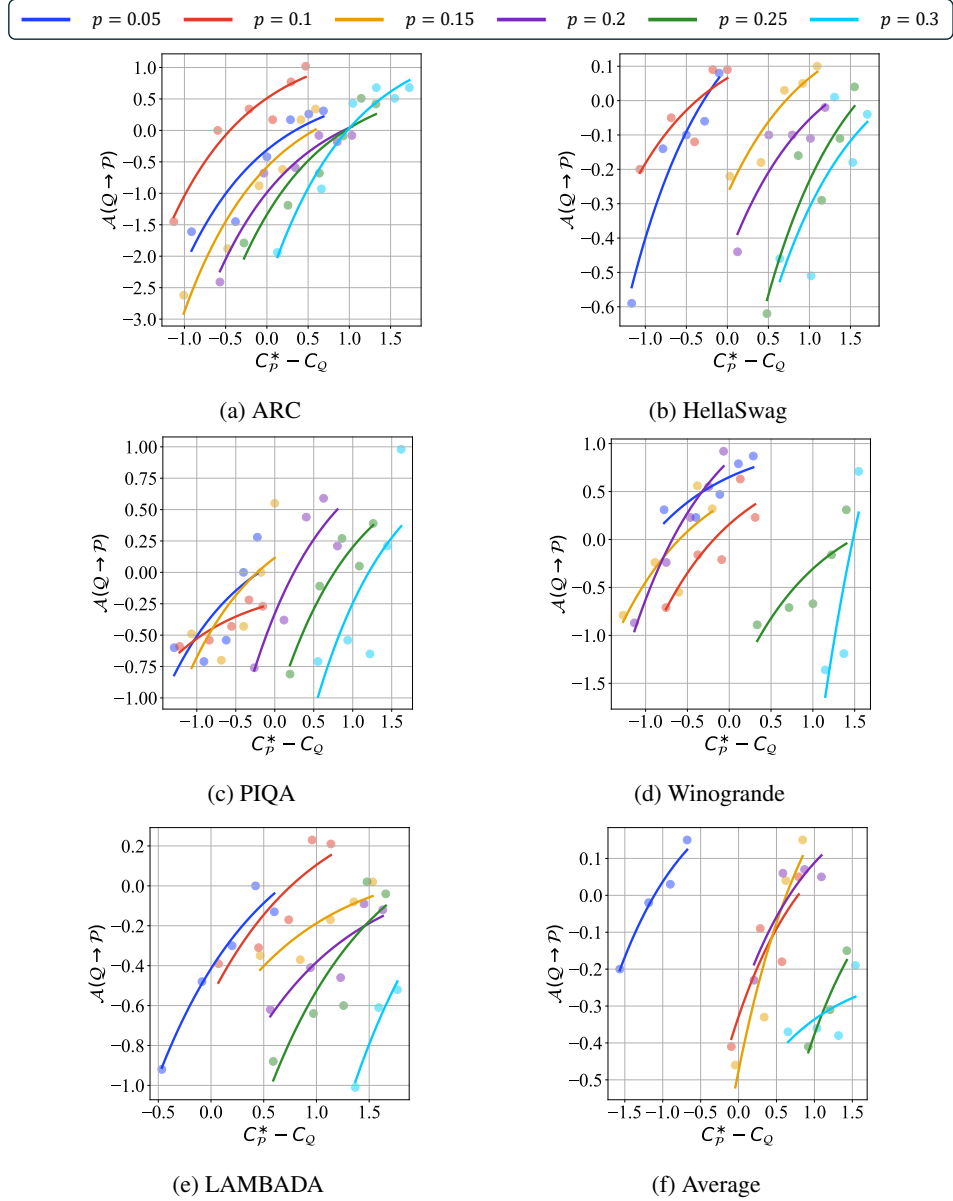 p = 0.05 p = 0.1 p = 0.15 p = 0.2 p = 0.25 p = 0.3
1.0
0.5
0.0
−0.5
−1.0
−1.5
−2.0
−2.5
−3.0
𝒜(𝒬 → 𝒫)
−1.0 −0.5 0.0 0.5 1.0 1.5
C*𝒫 − C𝒬
(a) ARC
0.1
0.0
−0.1
−0.2
−0.3
−0.4
−0.5
−0.6
𝒜(𝒬 → 𝒫)
−1.0 −0.5 0.0 0.5 1.0 1.5
C*𝒫 − C𝒬
(b) HellaSwag
1.00
0.75
0.50
0.25
0.00
−0.25
−0.50
−0.75
−1.00
𝒜(𝒬 → 𝒫)
−1.0 −0.5 0.0 0.5 1.0 1.5
C*𝒫 − C𝒬
(c) PIQA
1.0
0.5
0.0
−0.5
−1.0
−1.5
𝒜(𝒬 → 𝒫)
−1.0 −0.5 0.0 0.5 1.0 1.5
C*𝒫 − C𝒬
(d) Winogrande
0.2
0.0
−0.2
−0.4
−0.6
−0.8
−1.0
𝒜(𝒬 → 𝒫)
−0.5 0.0 0.5 1.0 1.5
C*𝒫 − C𝒬
(e) LAMBADA
0.1
0.0
−0.1
−0.2
−0.3
−0.4
−0.5
𝒜(𝒬 → 𝒫)
−1.5 −1.0 −0.5 0.0 0.5 1.0 1.5
C*𝒫 − C𝒬
(f) Average